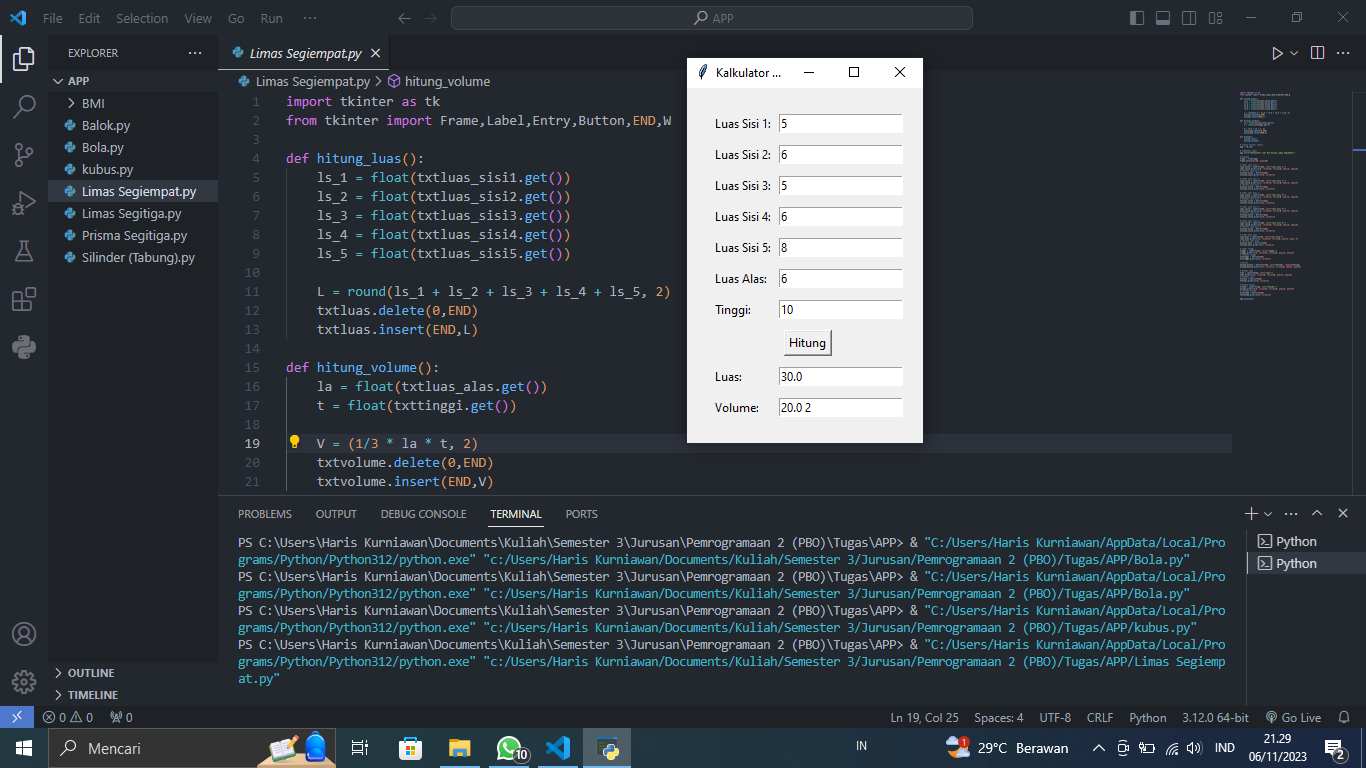 File Edit Selection View Go Run ··· APP
EXPLORER ···
APP
BMI
Balok.py
Bola.py
kubus.py
Limas Segiempat.py
Limas Segitiga.py
Prisma Segitiga.py
Silinder (Tabung).py
OUTLINE
TIMELINE
Limas Segiempat.py
Limas Segiempat.py > hitung_volume
1 import tkinter as tk
2 from tkinter import Frame,Label,Entry,Button,END,W
3
4 def hitung_luas():
5 ls_1 = float(txtluas_sisi1.get())
6 ls_2 = float(txtluas_sisi2.get())
7 ls_3 = float(txtluas_sisi3.get())
8 ls_4 = float(txtluas_sisi4.get())
9 ls_5 = float(txtluas_sisi5.get())
10
11 L = round(ls_1 + ls_2 + ls_3 + ls_4 + ls_5, 2)
12 txtluas.delete(0,END)
13 txtluas.insert(END,L)
14
15 def hitung_volume():
16 la = float(txtluas_alas.get())
17 t = float(txttinggi.get())
18
19 V = (1/3 * la * t, 2)
20 txtvolume.delete(0,END)
21 txtvolume.insert(END,V)
Kalkulator ...
Luas Sisi 1: 5
Luas Sisi 2: 6
Luas Sisi 3: 5
Luas Sisi 4: 6
Luas Sisi 5: 8
Luas Alas: 6
Tinggi: 10
Hitung
Luas: 30.0
Volume: 20.0 2
PROBLEMS OUTPUT DEBUG CONSOLE TERMINAL PORTS
PS C:\Users\Haris Kurniawan\Documents\Kuliah\Semester 3\Jurusan\Pemrogramaan 2 (PBO)\Tugas\APP> & "C:/Users/Haris Kurniawan/AppData/Local/Pro
grams/Python/Python312/python.exe" "c:/Users/Haris Kurniawan/Documents/Kuliah/Semester 3/Jurusan/Pemrogramaan 2 (PBO)/Tugas/APP/Bola.py"
PS C:\Users\Haris Kurniawan\Documents\Kuliah\Semester 3\Jurusan\Pemrogramaan 2 (PBO)\Tugas\APP> & "C:/Users/Haris Kurniawan/AppData/Local/Pro
grams/Python/Python312/python.exe" "c:/Users/Haris Kurniawan/Documents/Kuliah/Semester 3/Jurusan/Pemrogramaan 2 (PBO)/Tugas/APP/Bola.py"
PS C:\Users\Haris Kurniawan\Documents\Kuliah\Semester 3\Jurusan\Pemrogramaan 2 (PBO)\Tugas\APP> & "C:/Users/Haris Kurniawan/AppData/Local/Pro
grams/Python/Python312/python.exe" "c:/Users/Haris Kurniawan/Documents/Kuliah/Semester 3/Jurusan/Pemrogramaan 2 (PBO)/Tugas/APP/kubus.py"
PS C:\Users\Haris Kurniawan\Documents\Kuliah\Semester 3\Jurusan\Pemrogramaan 2 (PBO)\Tugas\APP> & "C:/Users/Haris Kurniawan/AppData/Local/Pro
grams/Python/Python312/python.exe" "c:/Users/Haris Kurniawan/Documents/Kuliah/Semester 3/Jurusan/Pemrogramaan 2 (PBO)/Tugas/APP/Limas Segiemp
at.py"
Python
Python
0 0 0 Ln 19, Col 25 Spaces: 4 UTF-8 CRLF Python 3.12.0 64-bit Go Live
Mencari 10 IN 1 29°C Berawan IND 21.29
06/11/2023 2